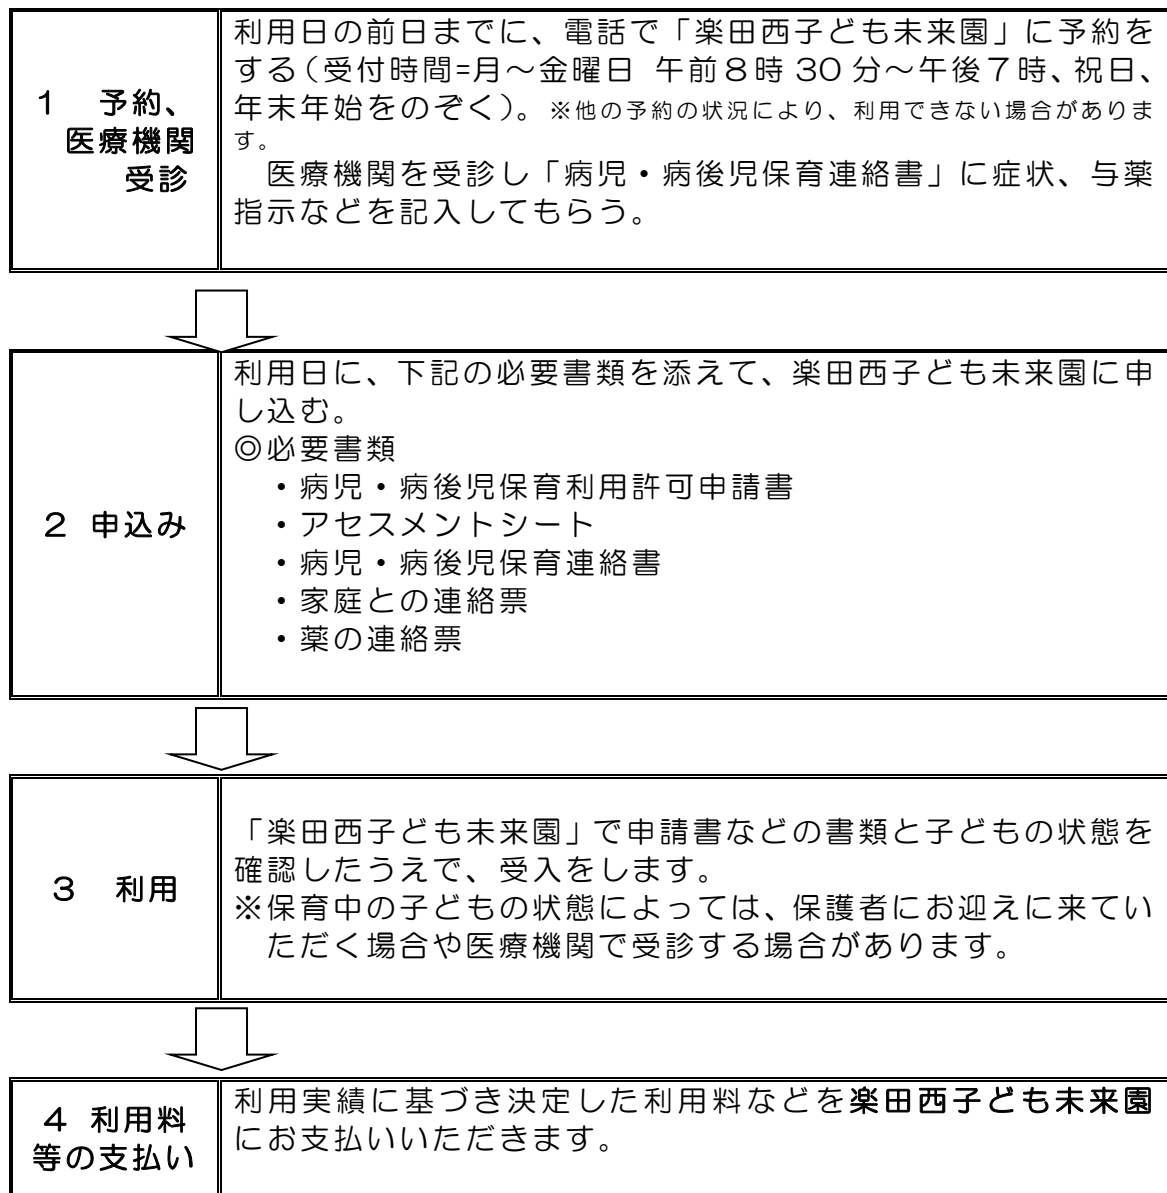 １　予約、
医療機関
受診
利用日の前日までに、電話で「楽田西子ども未来園」に予約を
する（受付時間=月～金曜日 午前８時 30 分～午後７時、祝日、
年末年始をのぞく）。※他の予約の状況により、利用できない場合がありま
す。
　医療機関を受診し「病児・病後児保育連絡書」に症状、与薬
指示などを記入してもらう。
２ 申込み
利用日に、下記の必要書類を添えて、楽田西子ども未来園に申
し込む。
◎必要書類
・病児・病後児保育利用許可申請書
・アセスメントシート
・病児・病後児保育連絡書
・家庭との連絡票
・薬の連絡票
３　利用
「楽田西子ども未来園」で申請書などの書類と子どもの状態を
確認したうえで、受入をします。
※保育中の子どもの状態によっては、保護者にお迎えに来てい
ただく場合や医療機関で受診する場合があります。
４ 利用料
等の支払い
利用実績に基づき決定した利用料などを楽田西子ども未来園
にお支払いいただきます。